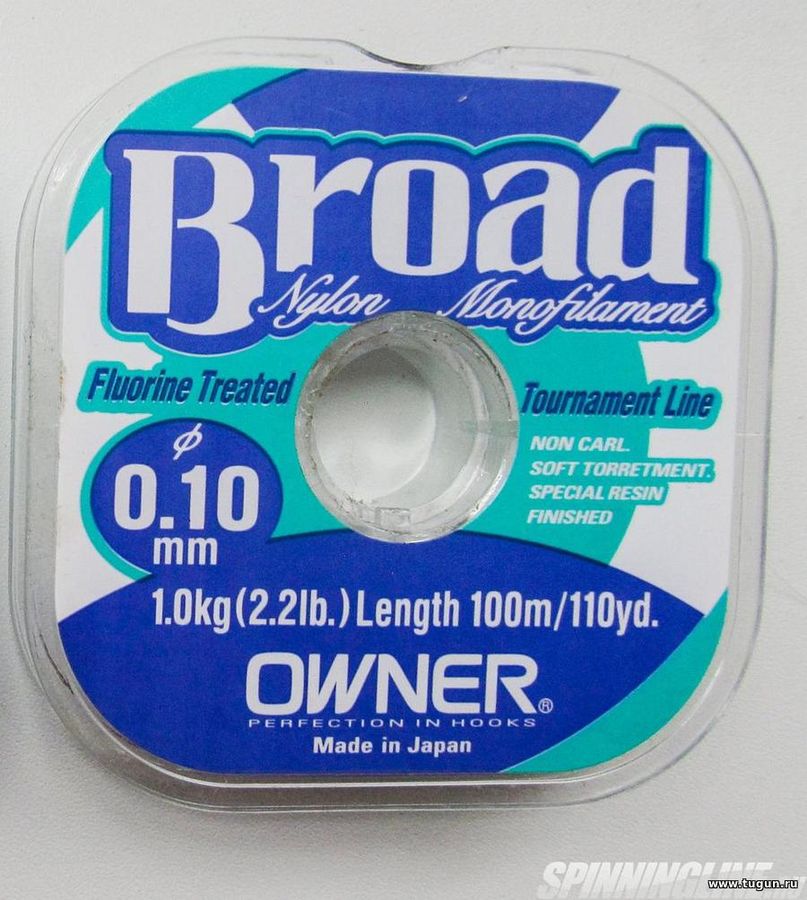 Broad
Nylon Monofilament
Fluorine Treated
Tournament Line
NON CARL.
SOFT TORRETMENT.
SPECIAL RESIN
FINISHED
ϕ
0.10
mm
1.0kg(2.2lb.) Length 100m/110yd.
OWNER®
PERFECTION IN HOOKS
Made in Japan
SPINNINGLINE.RU
www.tugun.ru